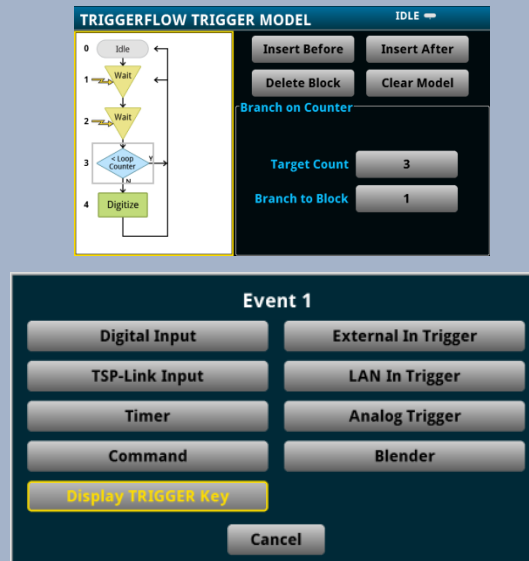 TRIGGERFLOW TRIGGER MODEL IDLE
0 Idle
1 Wait
2 Wait
3 < Loop Counter Y
N
4 Digitize
Insert Before Insert After
Delete Block Clear Model
Branch on Counter
Target Count 3
Branch to Block 1
Event 1
Digital Input External In Trigger
TSP-Link Input LAN In Trigger
Timer Analog Trigger
Command Blender
Display TRIGGER Key
Cancel